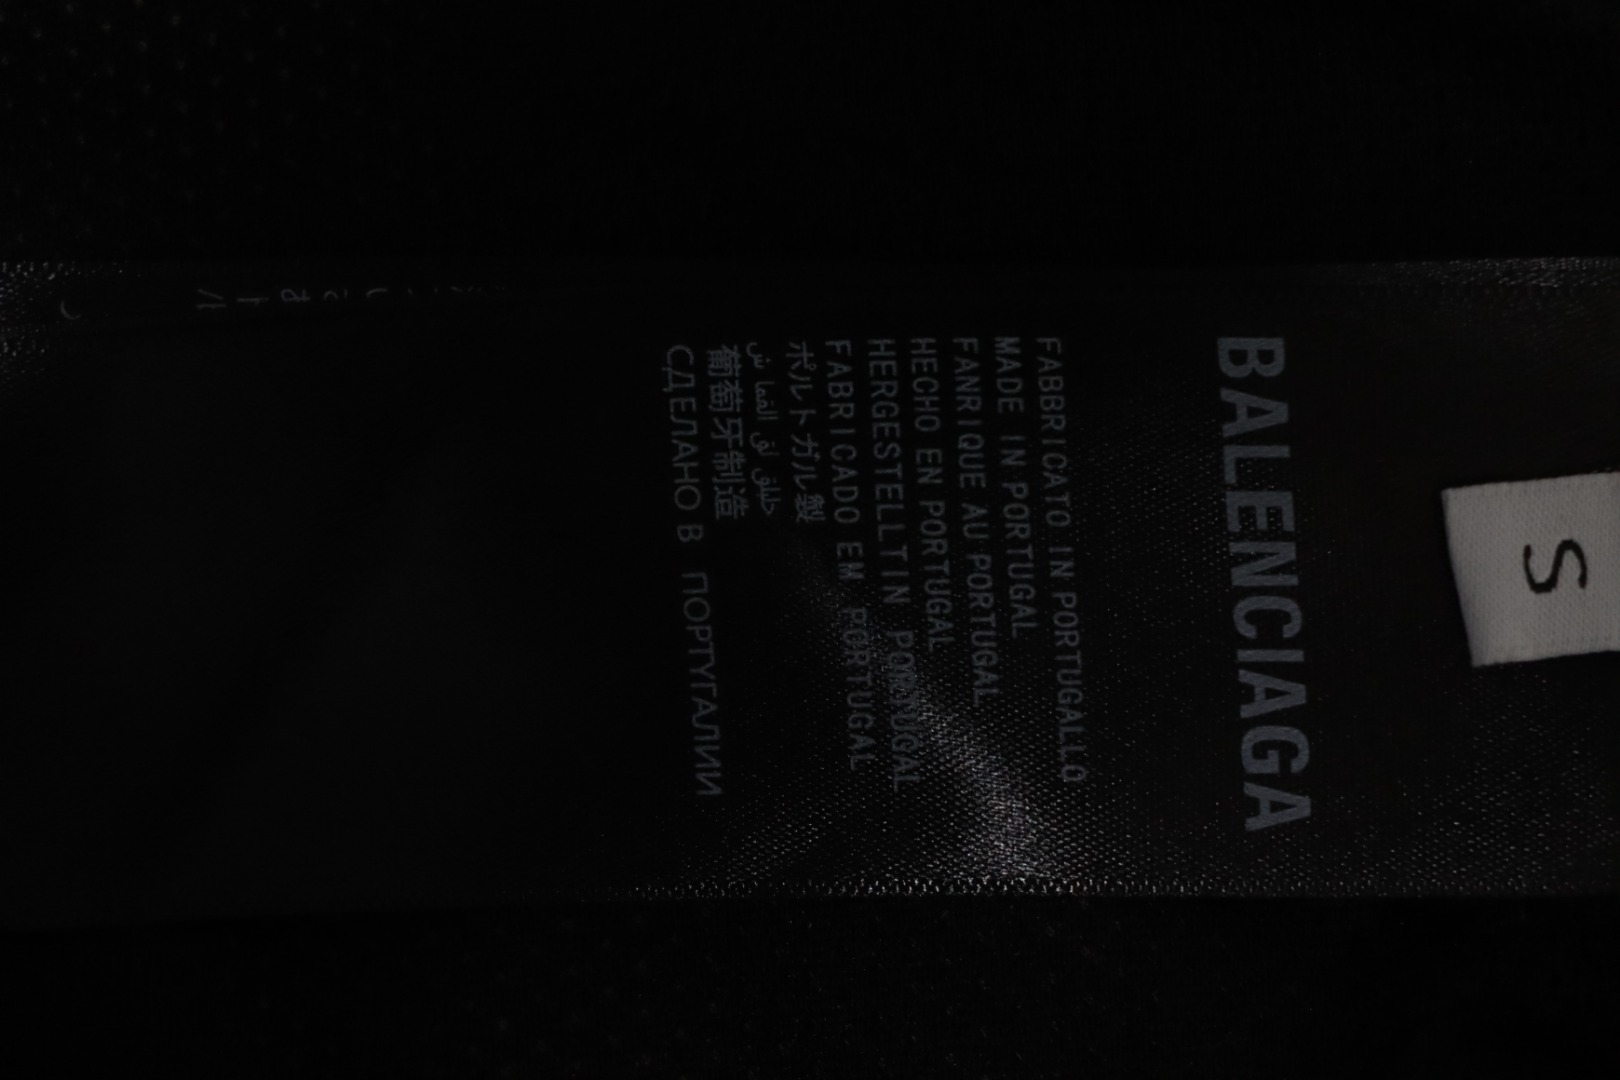 S
BALENCIAGA
FABBRICATO IN PORTUGALLO
MADE IN PORTUGAL
FANRIQUE AU PORTUGAL
HECHO EN PORTUGAL
HERGESTELLTIN PORTUGAL
FABRICADO EM PORTUGAL
ポルトガル製
葡萄牙制造
СДЕЛАНО В ПОРТУГАЛИИ